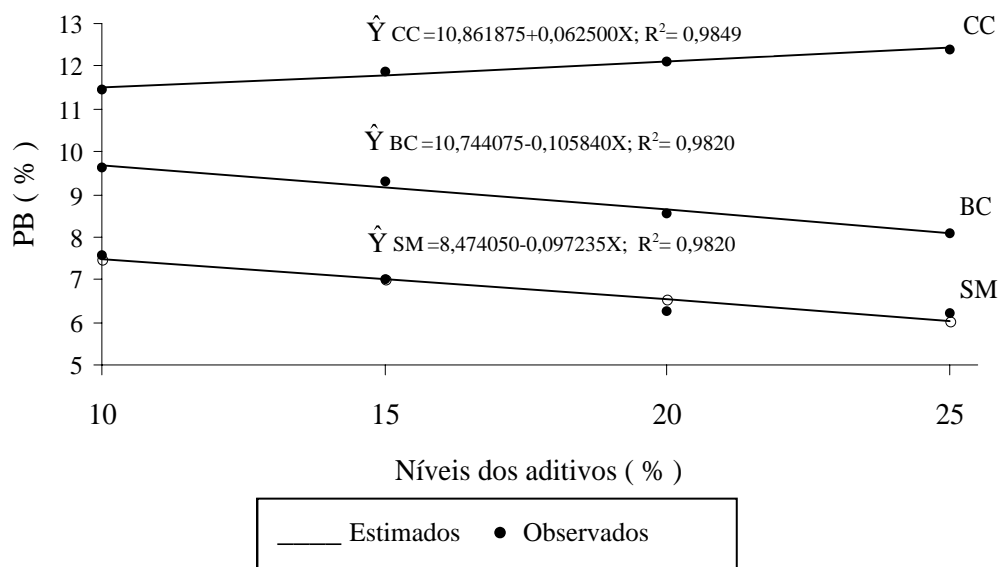 13
12
11
10
9
8
7
6
5
PB ( % )
Ŷ CC =10,861875+0,062500X; R²= 0,9849
CC
Ŷ BC =10,744075-0,105840X; R²= 0,9820
BC
Ŷ SM =8,474050-0,097235X; R²= 0,9820
SM
10 15 20 25
Níveis dos aditivos ( % )
____ Estimados ● Observados